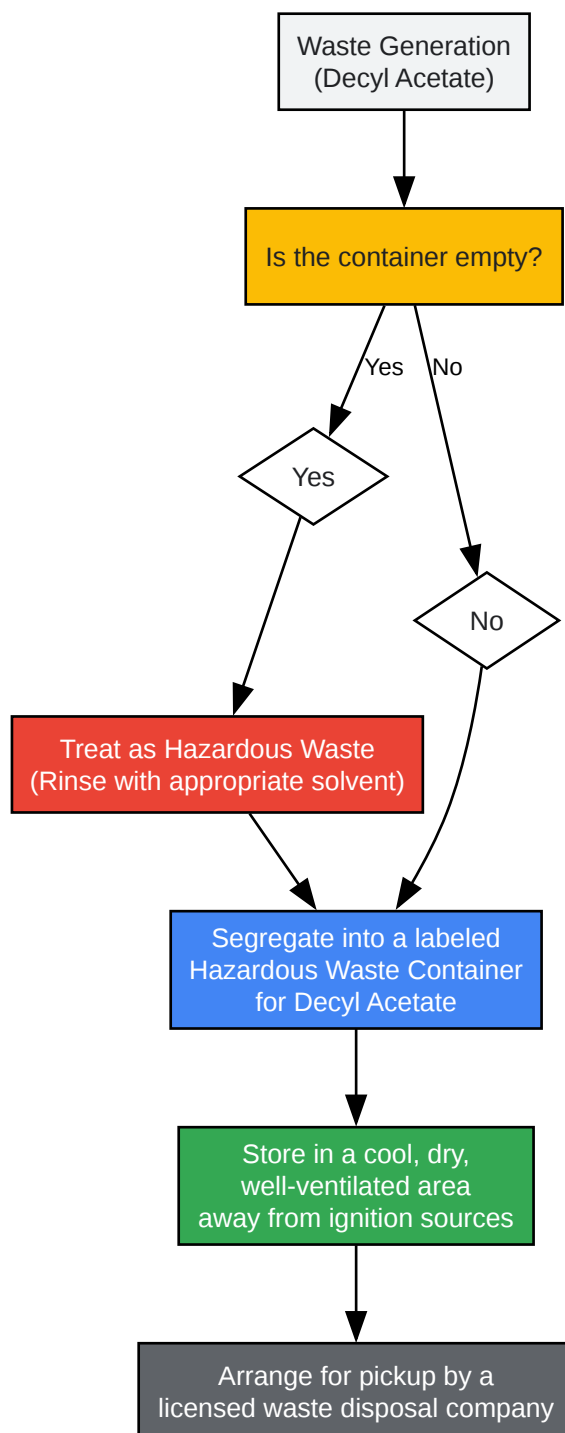 Waste Generation
(Decyl Acetate)
Is the container empty?
Yes
No
Yes
No
Treat as Hazardous Waste
(Rinse with appropriate solvent)
Segregate into a labeled
Hazardous Waste Container
for Decyl Acetate
Store in a cool, dry,
well-ventilated area
away from ignition sources
Arrange for pickup by a
licensed waste disposal company